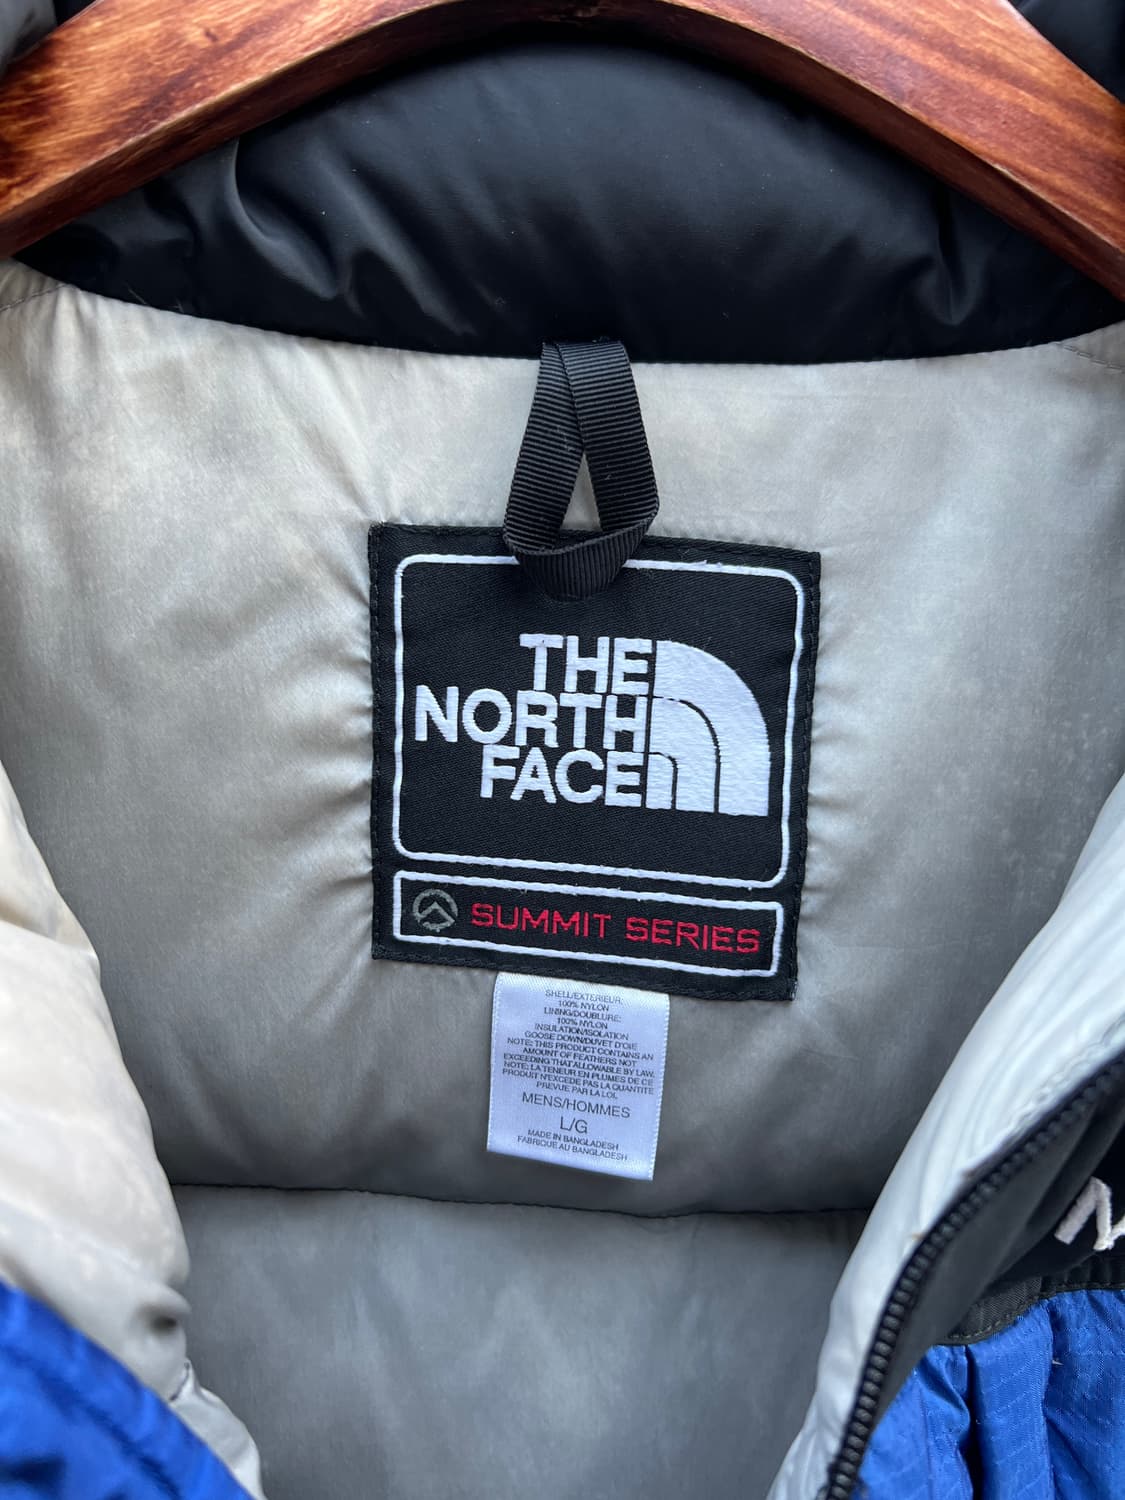 THE
NORTH
FACE
SUMMIT SERIES
SHELL/EXTERIEUR:
100% NYLON
LINING/DOUBLURE:
100% NYLON
INSULATION/ISOLATION
GOOSE DOWN/DUVET D'OIE
NOTE: THIS PRODUCT CONTAINS AN
AMOUNT OF FEATHERS NOT
EXCEEDING THAT ALLOWABLE BY LAW.
NOTE: LA TENEUR EN PLUMES DE CE
PRODUIT N'EXCEDE PAS LA QUANTITE
PREVUE PAR LA LOI.
MENS/HOMMES
L/G
MADE IN BANGLADESH
FABRIQUE AU BANGLADESH